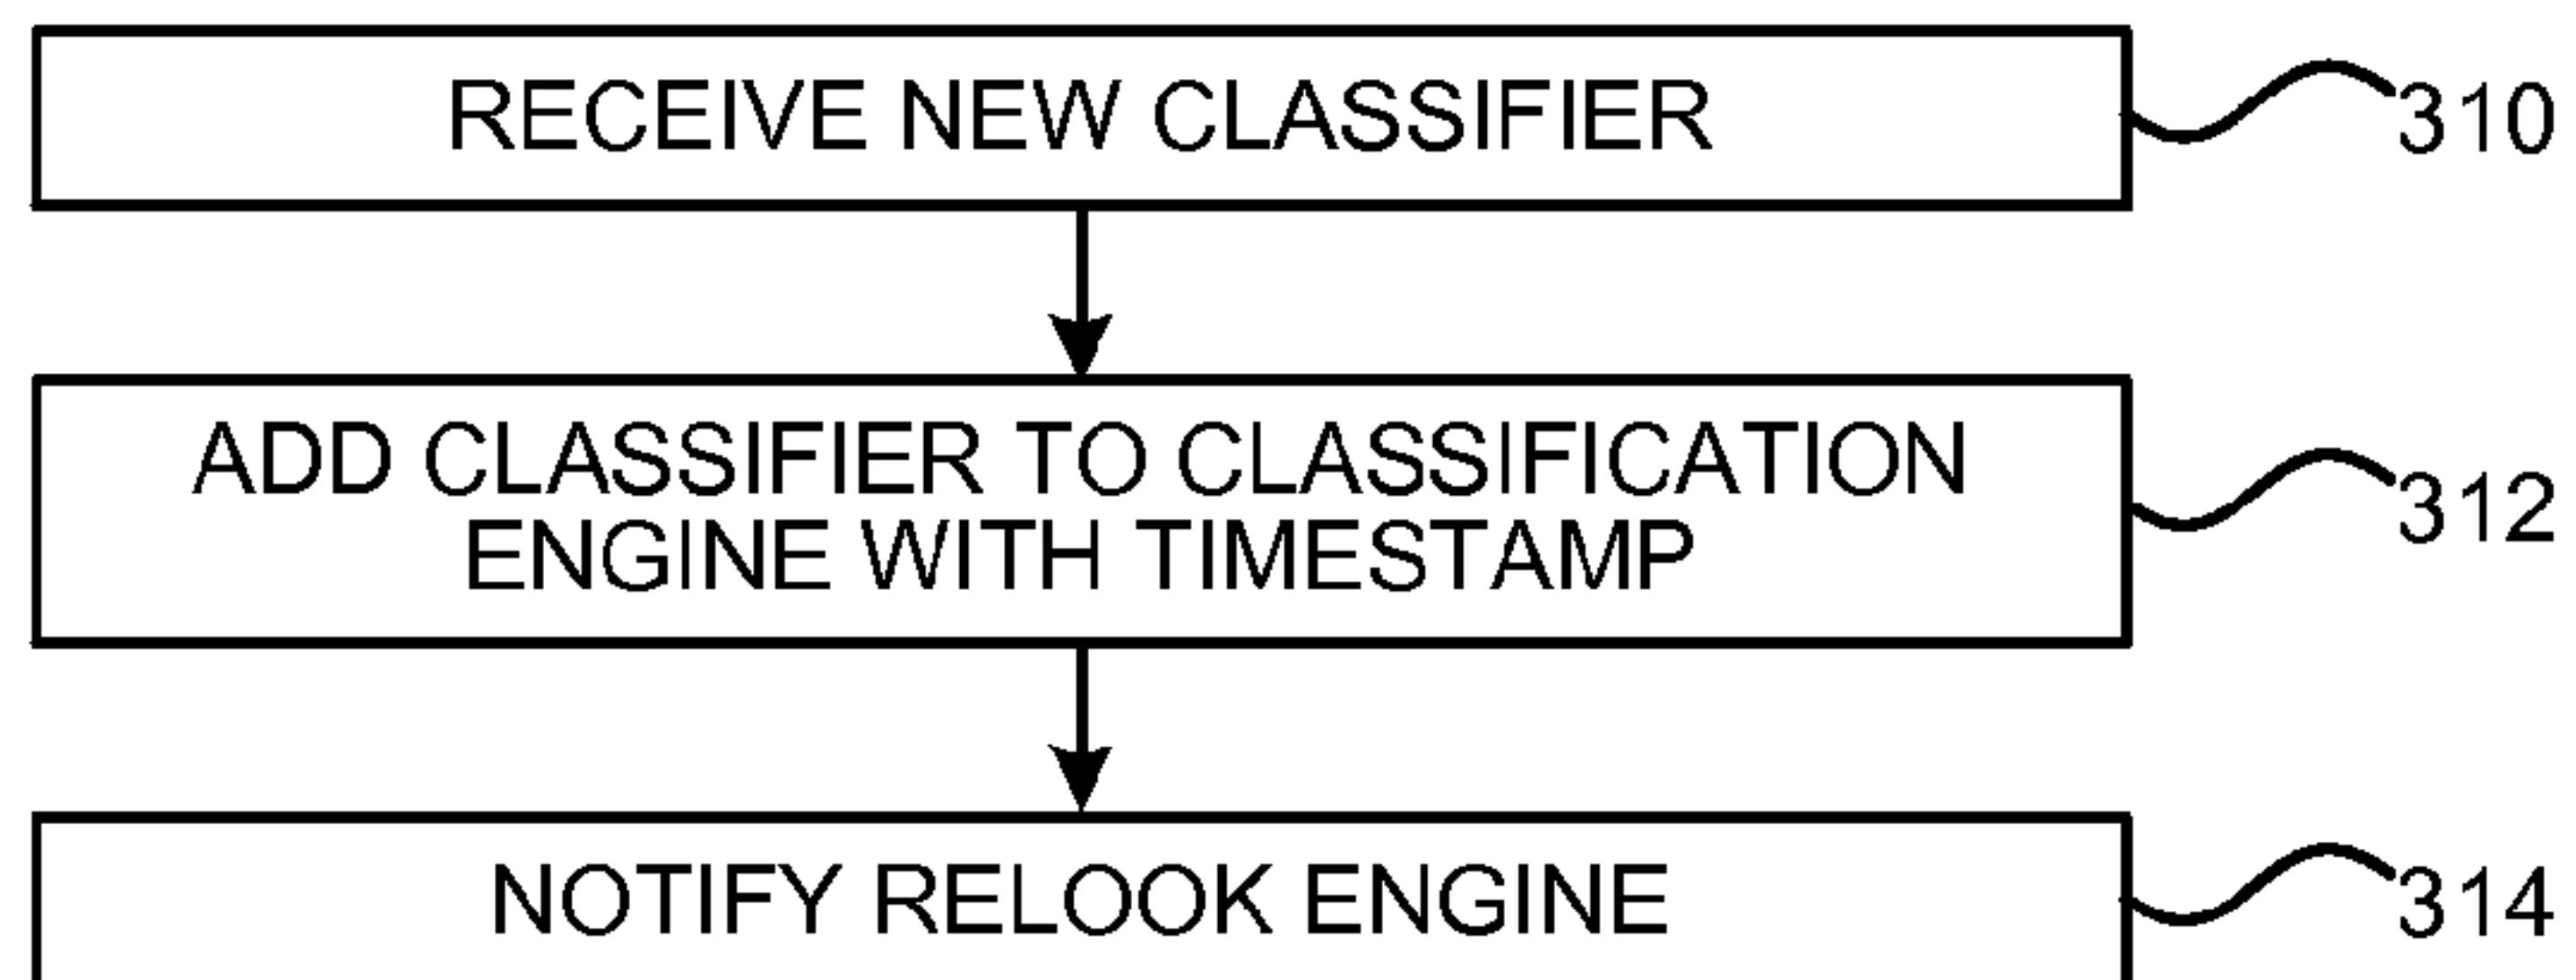 RECEIVE NEW CLASSIFIER
310
ADD CLASSIFIER TO CLASSIFICATION
ENGINE WITH TIMESTAMP
312
NOTIFY RELOOK ENGINE
314